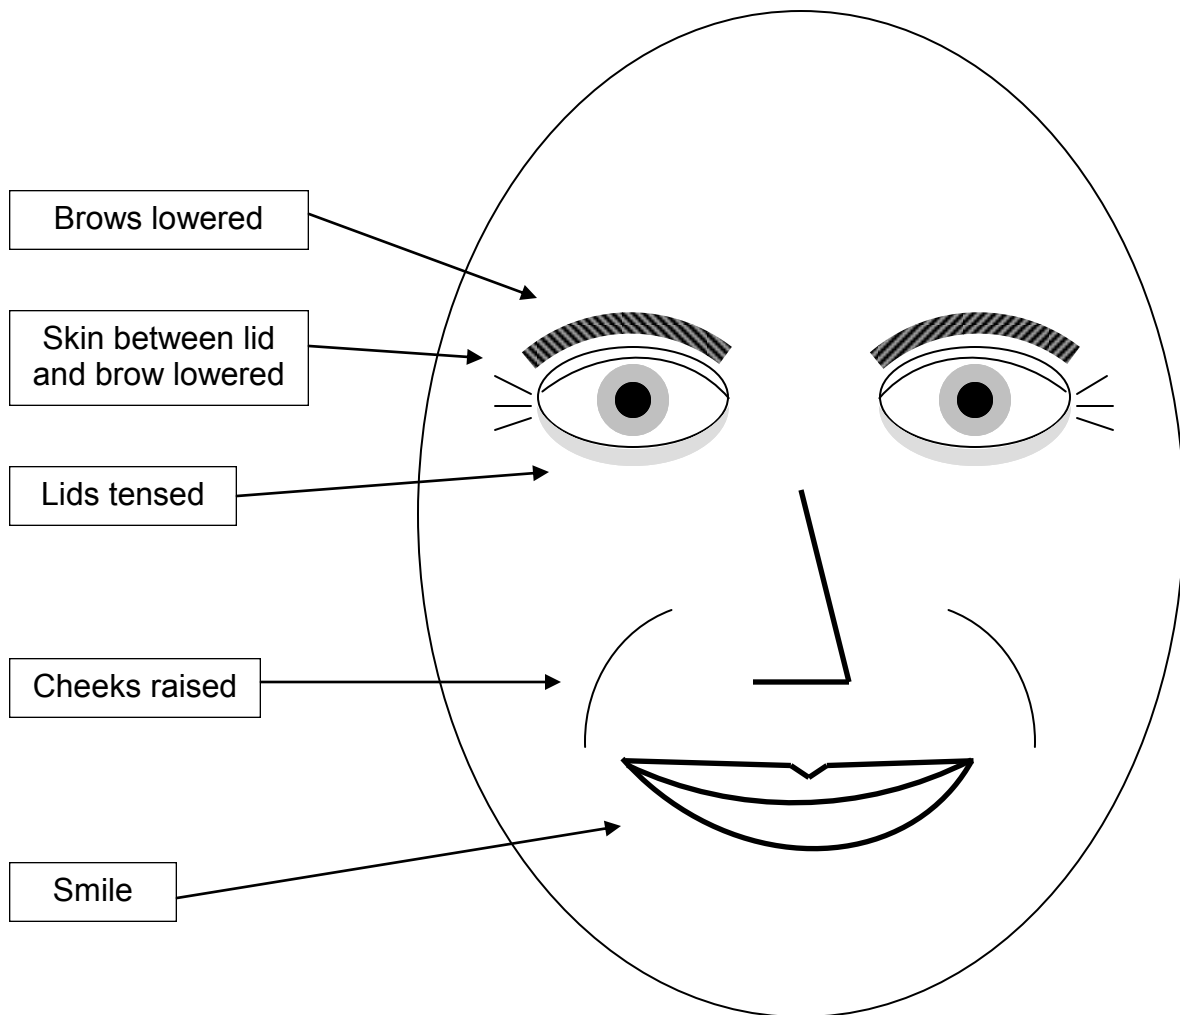 Brows lowered
Skin between lid
and brow lowered
Lids tensed
Cheeks raised
Smile